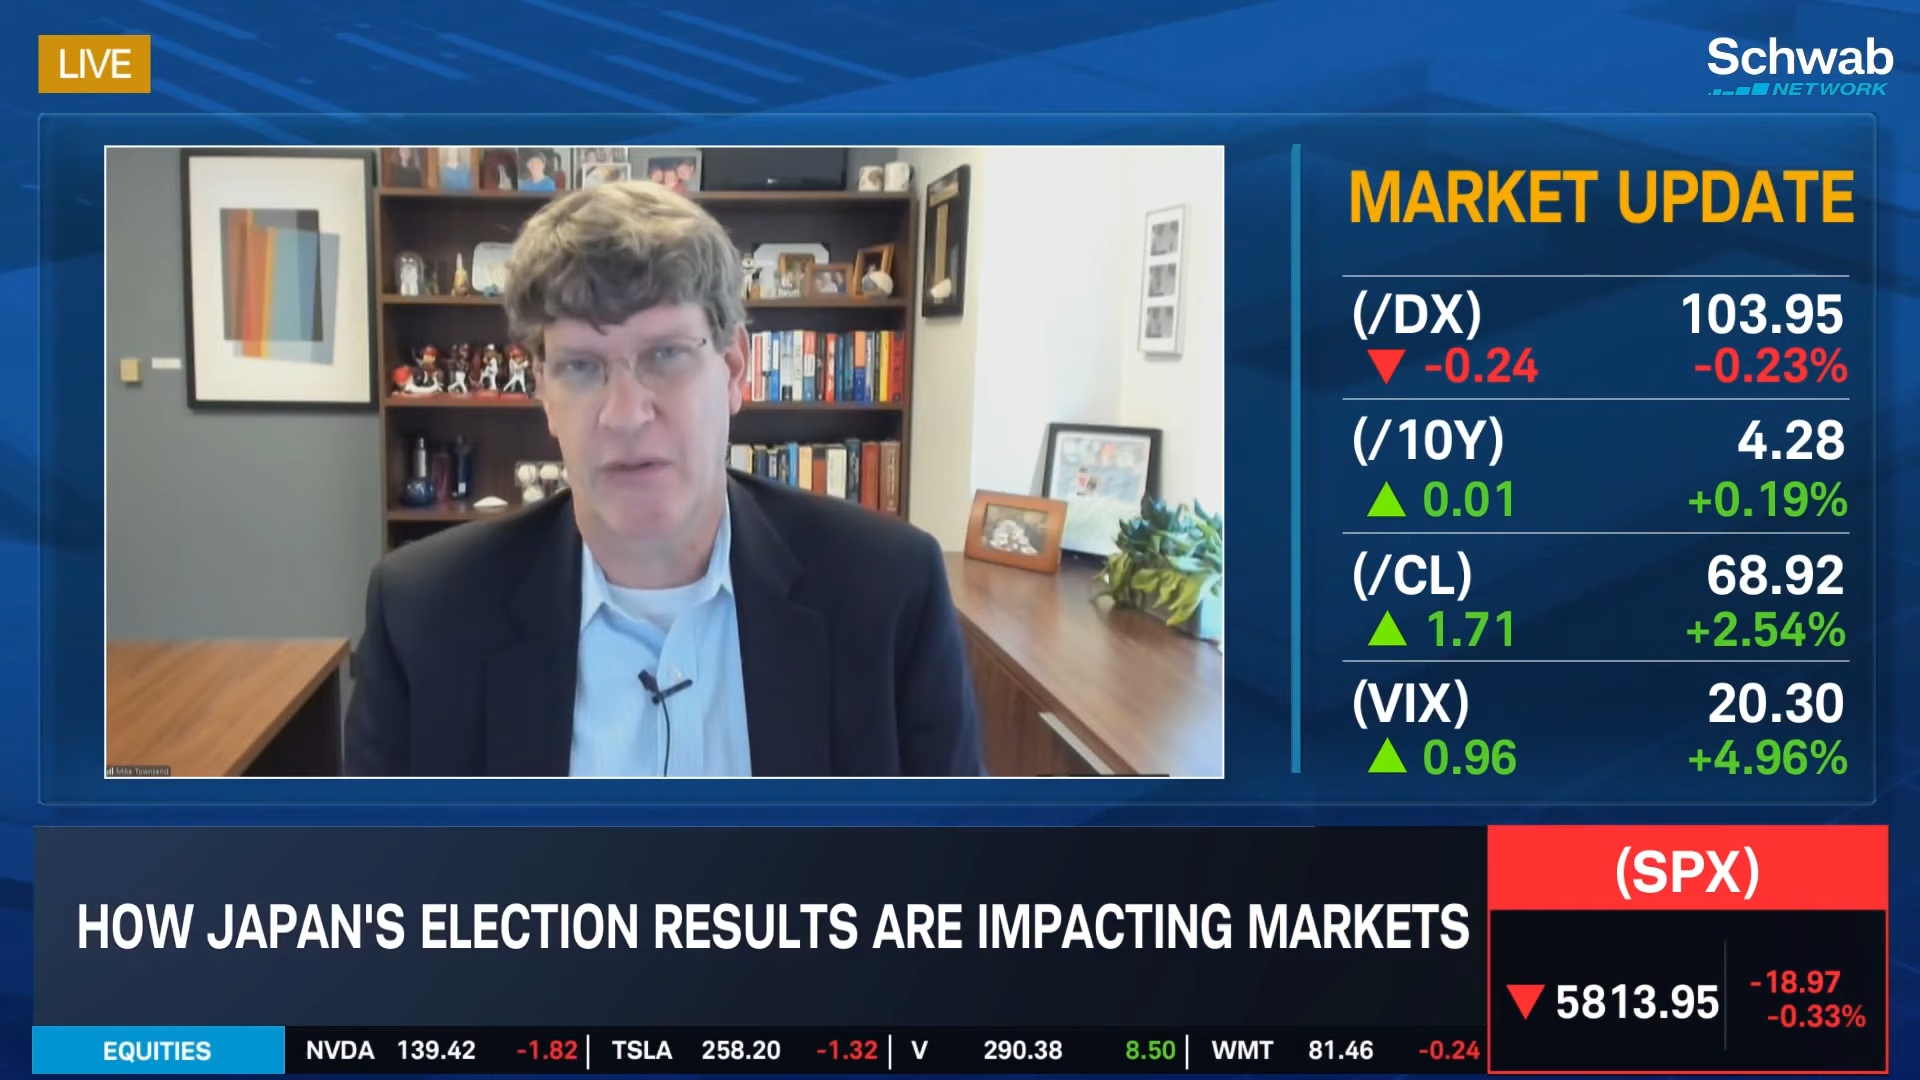 LIVE
Schwab
NETWORK
MARKET UPDATE
(/DX) 103.95
▼ -0.24 -0.23%
(/10Y) 4.28
▲ 0.01 +0.19%
(/CL) 68.92
▲ 1.71 +2.54%
(VIX) 20.30
▲ 0.96 +4.96%
Mike Townsend
HOW JAPAN'S ELECTION RESULTS ARE IMPACTING MARKETS
(SPX)
▼ 5813.95 -18.97
-0.33%
EQUITIES NVDA 139.42 -1.82 TSLA 258.20 -1.32 V 290.38 8.50 WMT 81.46 -0.24